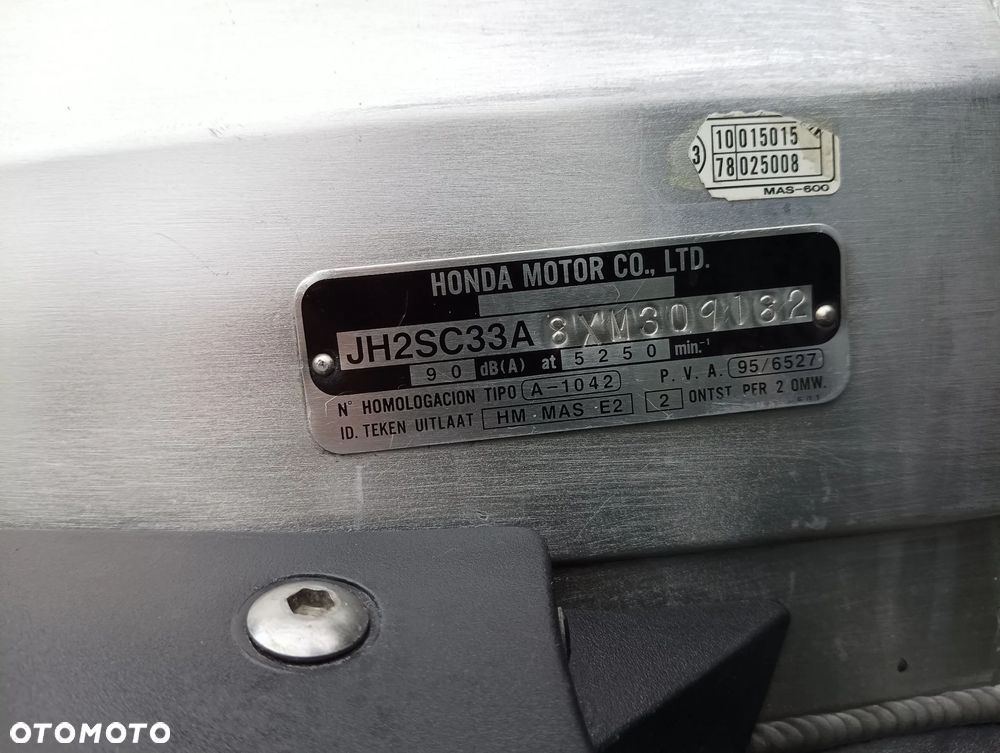 3 10 015015
78 025008
MAS-600
HONDA MOTOR CO., LTD.
JH2SC33A 8XM309182
90 dB(A) at 5250 min.⁻¹
N° HOMOLOGACION TIPO A-1042 P. V. A. 95/6527
ID. TEKEN UITLAAT HM MAS E2 2 ONTST PER 2 OMW.
OTOMOTO